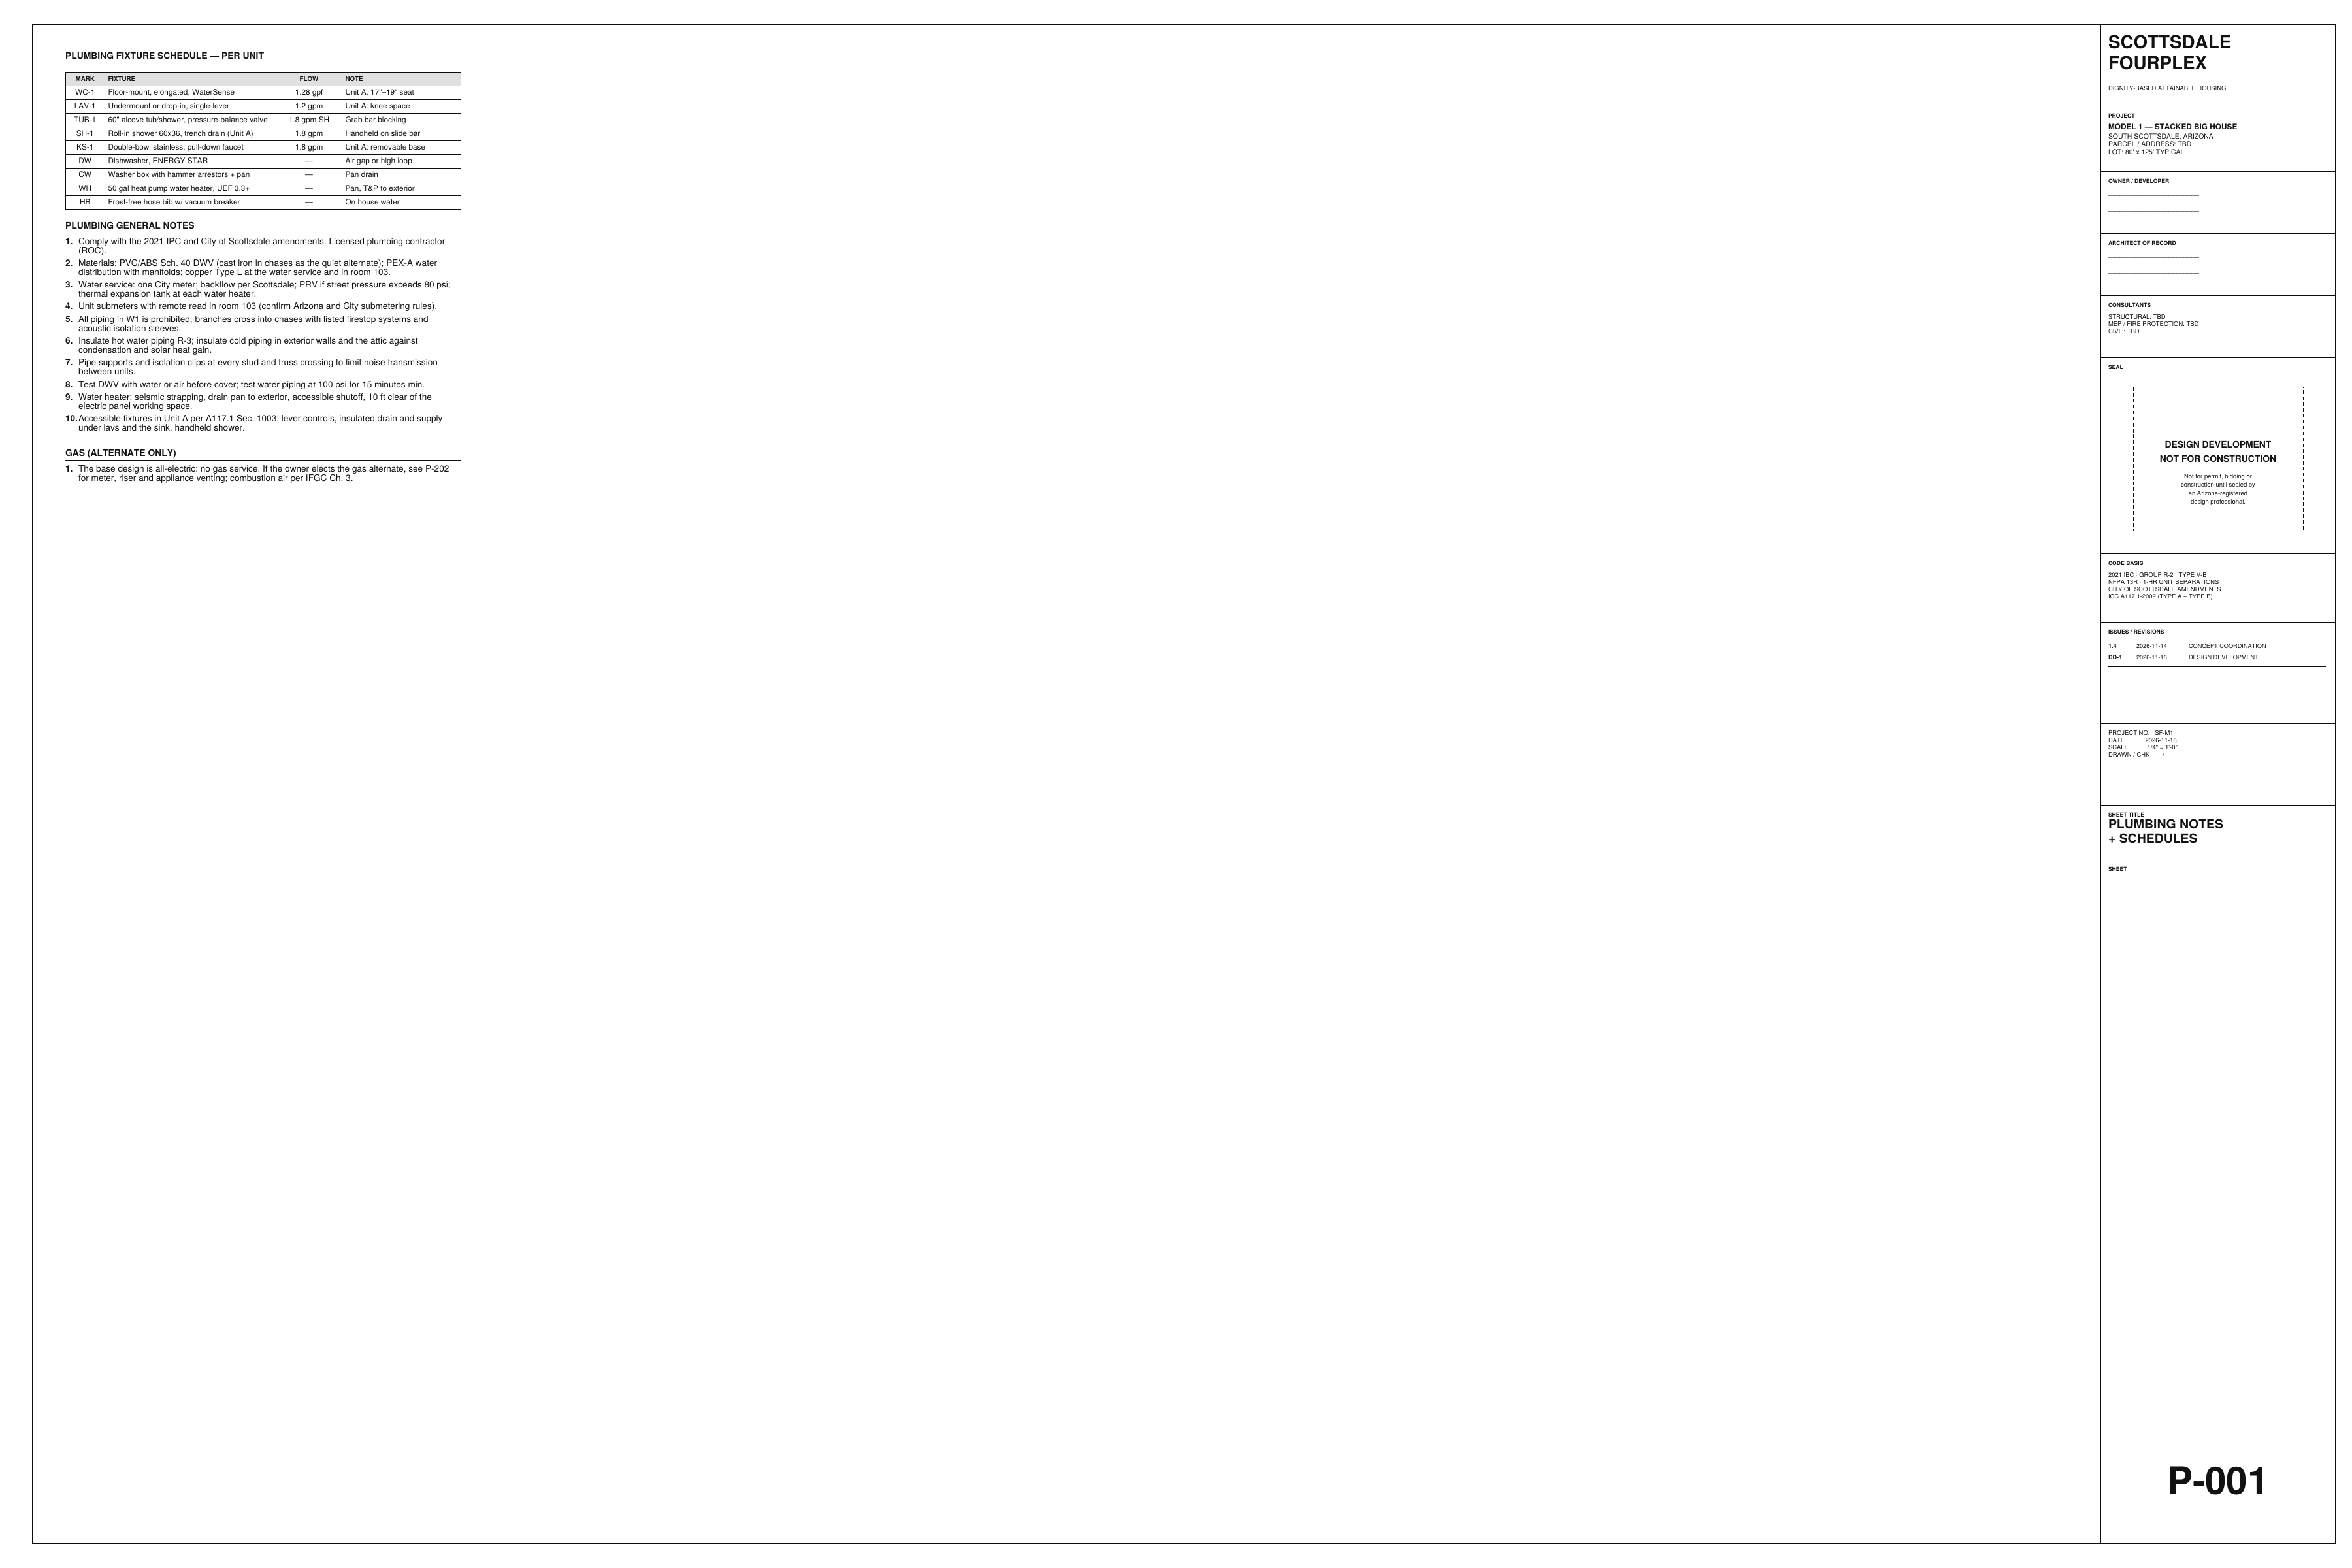 PLUMBING FIXTURE SCHEDULE — PER UNIT
MARK FIXTURE FLOW NOTE
WC-1 Floor-mount, elongated, WaterSense 1.28 gpf Unit A: 17"–19" seat
LAV-1 Undermount or drop-in, single-lever 1.2 gpm Unit A: knee space
TUB-1 60" alcove tub/shower, pressure-balance valve 1.8 gpm SH Grab bar blocking
SH-1 Roll-in shower 60x36, trench drain (Unit A) 1.8 gpm Handheld on slide bar
KS-1 Double-bowl stainless, pull-down faucet 1.8 gpm Unit A: removable base
DW Dishwasher, ENERGY STAR — Air gap or high loop
CW Washer box with hammer arrestors + pan — Pan drain
WH 50 gal heat pump water heater, UEF 3.3+ — Pan, T&P to exterior
HB Frost-free hose bib w/ vacuum breaker — On house water
PLUMBING GENERAL NOTES
1. Comply with the 2021 IPC and City of Scottsdale amendments. Licensed plumbing contractor
(ROC).
2. Materials: PVC/ABS Sch. 40 DWV (cast iron in chases as the quiet alternate); PEX-A water
distribution with manifolds; copper Type L at the water service and in room 103.
3. Water service: one City meter; backflow per Scottsdale; PRV if street pressure exceeds 80 psi;
thermal expansion tank at each water heater.
4. Unit submeters with remote read in room 103 (confirm Arizona and City submetering rules).
5. All piping in W1 is prohibited; branches cross into chases with listed firestop systems and
acoustic isolation sleeves.
6. Insulate hot water piping R-3; insulate cold piping in exterior walls and the attic against
condensation and solar heat gain.
7. Pipe supports and isolation clips at every stud and truss crossing to limit noise transmission
between units.
8. Test DWV with water or air before cover; test water piping at 100 psi for 15 minutes min.
9. Water heater: seismic strapping, drain pan to exterior, accessible shutoff, 10 ft clear of the
electric panel working space.
10. Accessible fixtures in Unit A per A117.1 Sec. 1003: lever controls, insulated drain and supply
under lavs and the sink, handheld shower.
GAS (ALTERNATE ONLY)
1. The base design is all-electric: no gas service. If the owner elects the gas alternate, see P-202
for meter, riser and appliance venting; combustion air per IFGC Ch. 3.
SCOTTSDALE
FOURPLEX
DIGNITY-BASED ATTAINABLE HOUSING
PROJECT
MODEL 1 — STACKED BIG HOUSE
SOUTH SCOTTSDALE, ARIZONA
PARCEL / ADDRESS: TBD
LOT: 80' x 125' TYPICAL
OWNER / DEVELOPER
ARCHITECT OF RECORD
CONSULTANTS
STRUCTURAL: TBD
MEP / FIRE PROTECTION: TBD
CIVIL: TBD
SEAL
DESIGN DEVELOPMENT
NOT FOR CONSTRUCTION
Not for permit, bidding or
construction until sealed by
an Arizona-registered
design professional.
CODE BASIS
2021 IBC · GROUP R-2 · TYPE V-B
NFPA 13R · 1-HR UNIT SEPARATIONS
CITY OF SCOTTSDALE AMENDMENTS
ICC A117.1-2009 (TYPE A + TYPE B)
ISSUES / REVISIONS
1.4 2026-11-14 CONCEPT COORDINATION
DD-1 2026-11-18 DESIGN DEVELOPMENT
PROJECT NO. SF-M1
DATE 2026-11-18
SCALE 1/4" = 1'-0"
DRAWN / CHK — / —
SHEET TITLE
PLUMBING NOTES
+ SCHEDULES
SHEET
P-001